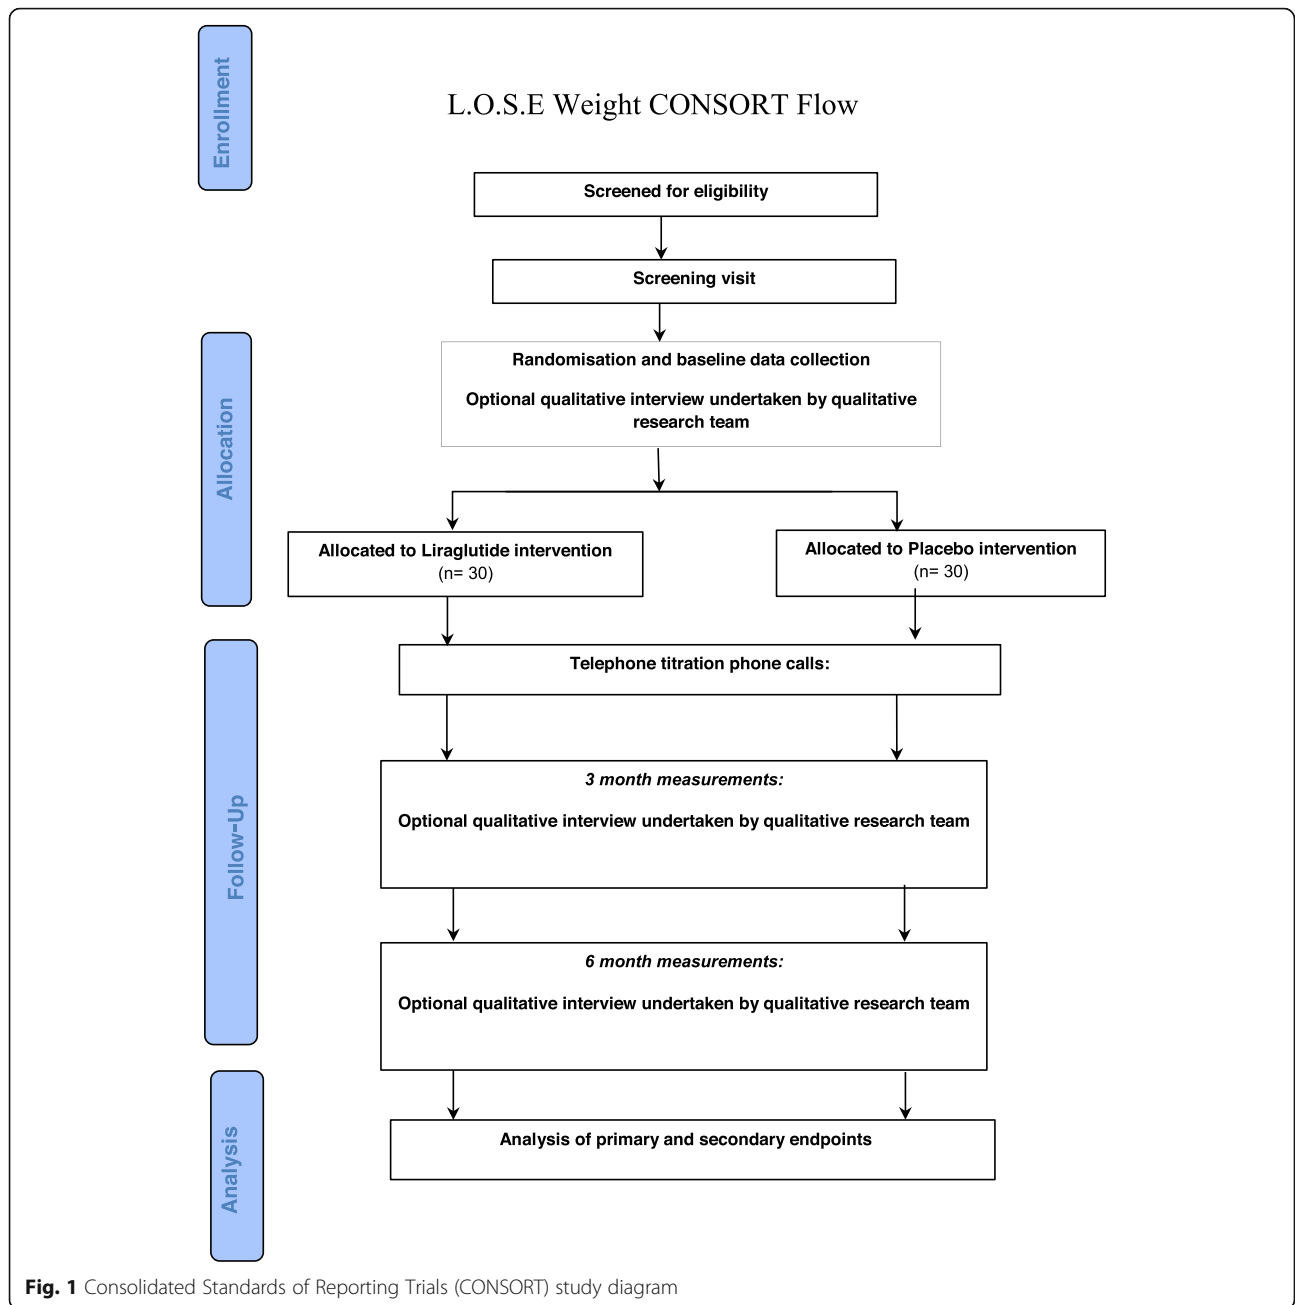 Enrollment
L.O.S.E Weight CONSORT Flow
Screened for eligibility
Screening visit
Allocation
Randomisation and baseline data collection
Optional qualitative interview undertaken by qualitative
research team
Allocated to Liraglutide intervention
(n= 30)
Allocated to Placebo intervention
(n= 30)
Follow-Up
Telephone titration phone calls:
3 month measurements:
Optional qualitative interview undertaken by qualitative research team
6 month measurements:
Optional qualitative interview undertaken by qualitative research team
Analysis
Analysis of primary and secondary endpoints
Fig. 1 Consolidated Standards of Reporting Trials (CONSORT) study diagram